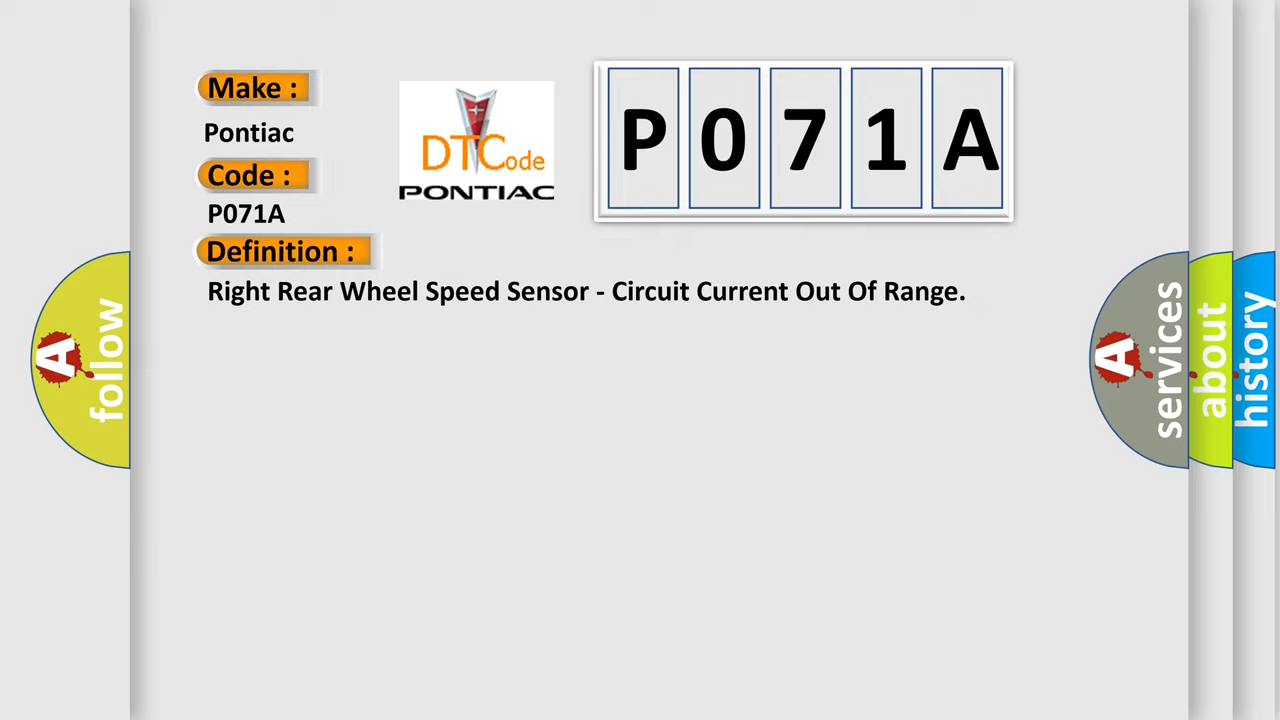 Make :
Pontiac
Code :
P071A
Definition :
Right Rear Wheel Speed Sensor - Circuit Current Out Of Range.
DTCode
PONTIAC
P 0 7 1 A
A follow
A services
about
history